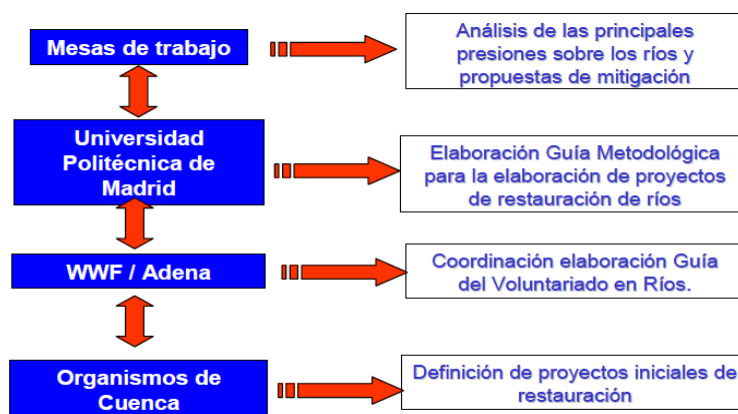 Mesas de trabajo
Análisis de las principales
presiones sobre los ríos y
propuestas de mitigación
Universidad
Politécnica de
Madrid
Elaboración Guía Metodológica
para la elaboración de proyectos
de restauración de ríos
WWF / Adena
Coordinación elaboración Guía
del Voluntariado en Ríos.
Organismos de
Cuenca
Definición de proyectos iniciales de
restauración